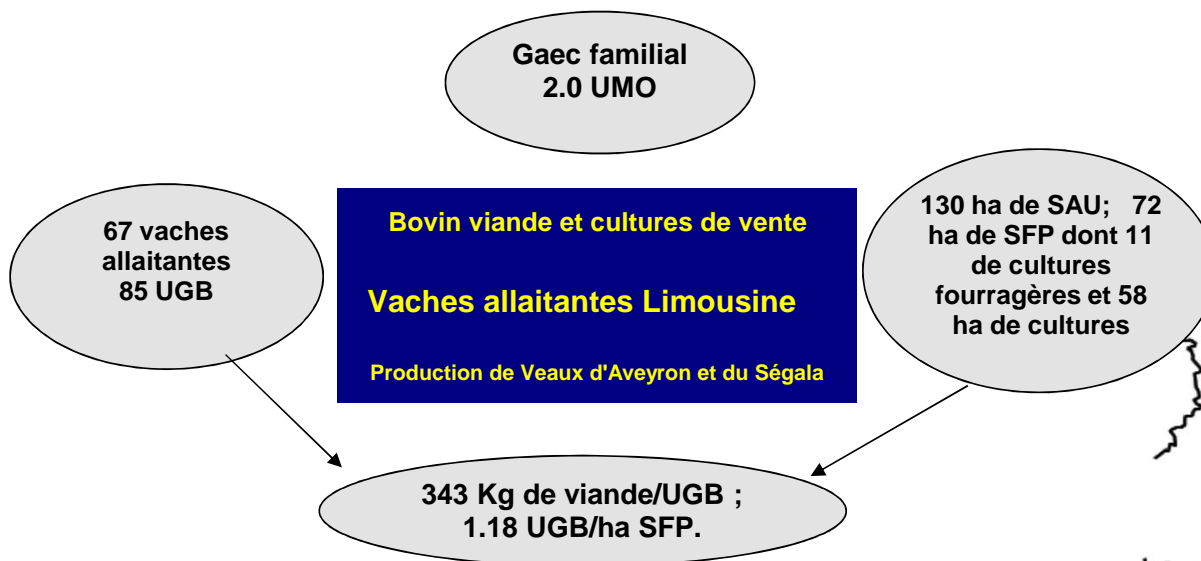 Gaec familial
2.0 UMO
67 vaches
allaitantes
85 UGB
Bovin viande et cultures de vente
Vaches allaitantes Limousine
Production de Veaux d'Aveyron et du Ségala
130 ha de SAU; 72
ha de SFP dont 11
de cultures
fourragères et 58
ha de cultures
343 Kg de viande/UGB ;
1.18 UGB/ha SFP.